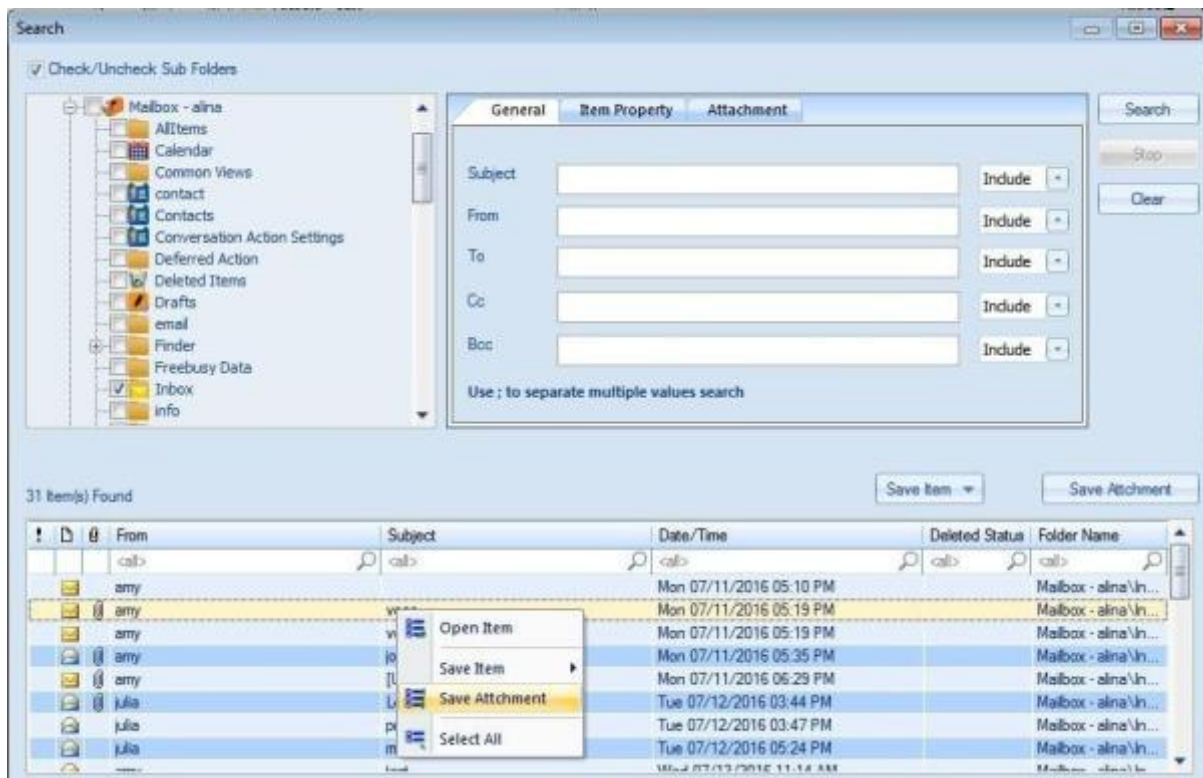 Search
Check/Uncheck Sub Folders
Mailbox - alina
AllItems
Calendar
Common Views
contact
Contacts
Conversation Action Settings
Deferred Action
Deleted Items
Drafts
email
Finder
Freebusy Data
Inbox
info
General Item Property Attachment
Subject Include
From Include
To Include
Cc Include
Bcc Include
Use ; to separate multiple values search
Search
Stop
Clear
31 Item(s) Found
Save Item Save Attchment
! From Subject Date/Time Deleted Status Folder Name
<all> <all> <all> <all> <all>
amy Mon 07/11/2016 05:10 PM Mailbox - alina\In...
amy Mon 07/11/2016 05:19 PM Mailbox - alina\In...
amy Mon 07/11/2016 05:19 PM Mailbox - alina\In...
amy jo Mon 07/11/2016 05:35 PM Mailbox - alina\In...
amy Mon 07/11/2016 06:29 PM Mailbox - alina\In...
julia Tue 07/12/2016 03:44 PM Mailbox - alina\In...
julia Tue 07/12/2016 03:47 PM Mailbox - alina\In...
julia m Tue 07/12/2016 05:24 PM Mailbox - alina\In...
Open Item
Save Item
Save Attchment
Select All